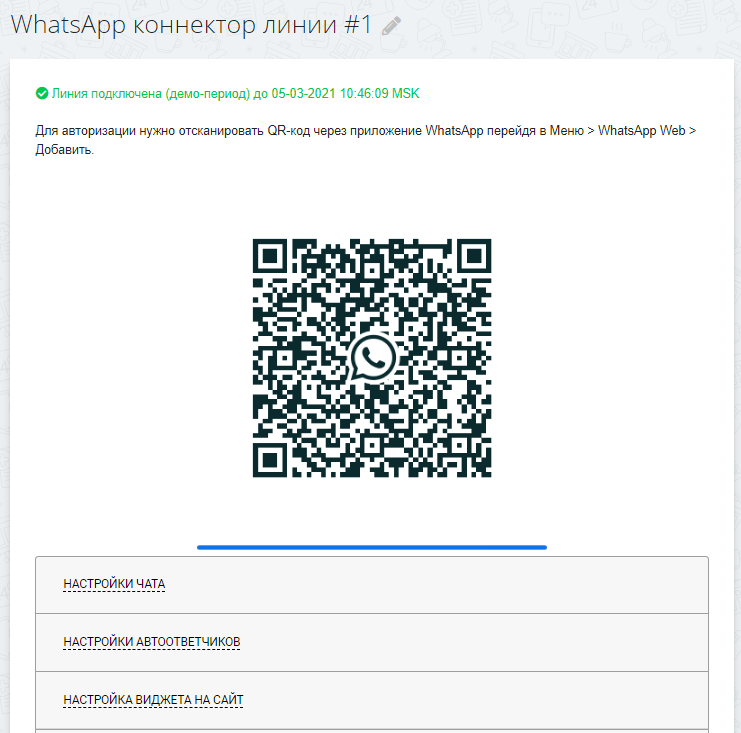 WhatsApp коннектор линии #1
Линия подключена (демо-период) до 05-03-2021 10:46:09 MSK
Для авторизации нужно отсканировать QR-код через приложение WhatsApp перейдя в Меню > WhatsApp Web >
Добавить.
НАСТРОЙКИ ЧАТА
НАСТРОЙКИ АВТООТВЕТЧИКОВ
НАСТРОЙКА ВИДЖЕТА НА САЙТ